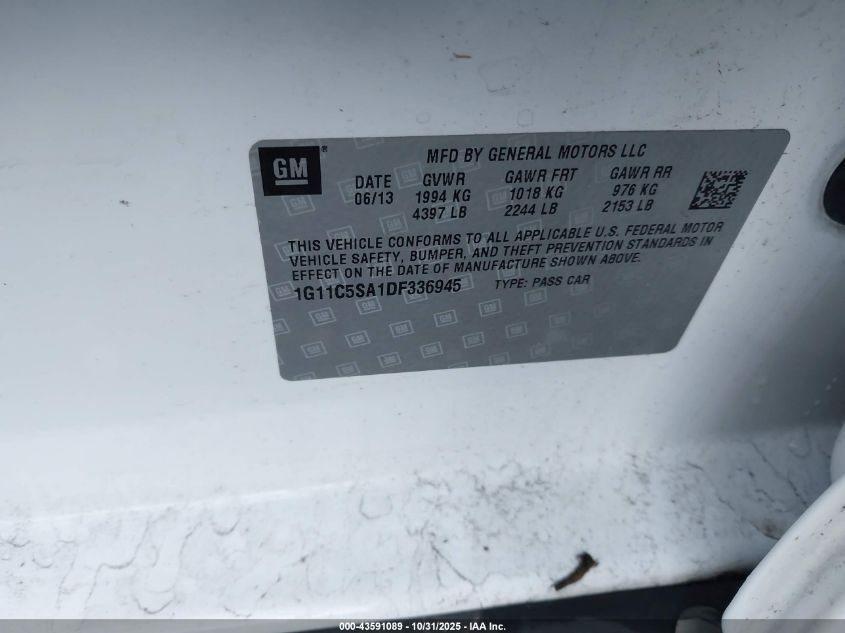 GM
MFD BY GENERAL MOTORS LLC
DATE GVWR GAWR FRT GAWR RR
06/13 1994 KG 1018 KG 976 KG
4397 LB 2244 LB 2153 LB
THIS VEHICLE CONFORMS TO ALL APPLICABLE U.S. FEDERAL MOTOR
VEHICLE SAFETY, BUMPER, AND THEFT PREVENTION STANDARDS IN
EFFECT ON THE DATE OF MANUFACTURE SHOWN ABOVE.
1G11C5SA1DF336945 TYPE: PASS CAR
000-43591089 - 10/31/2025 - IAA Inc.